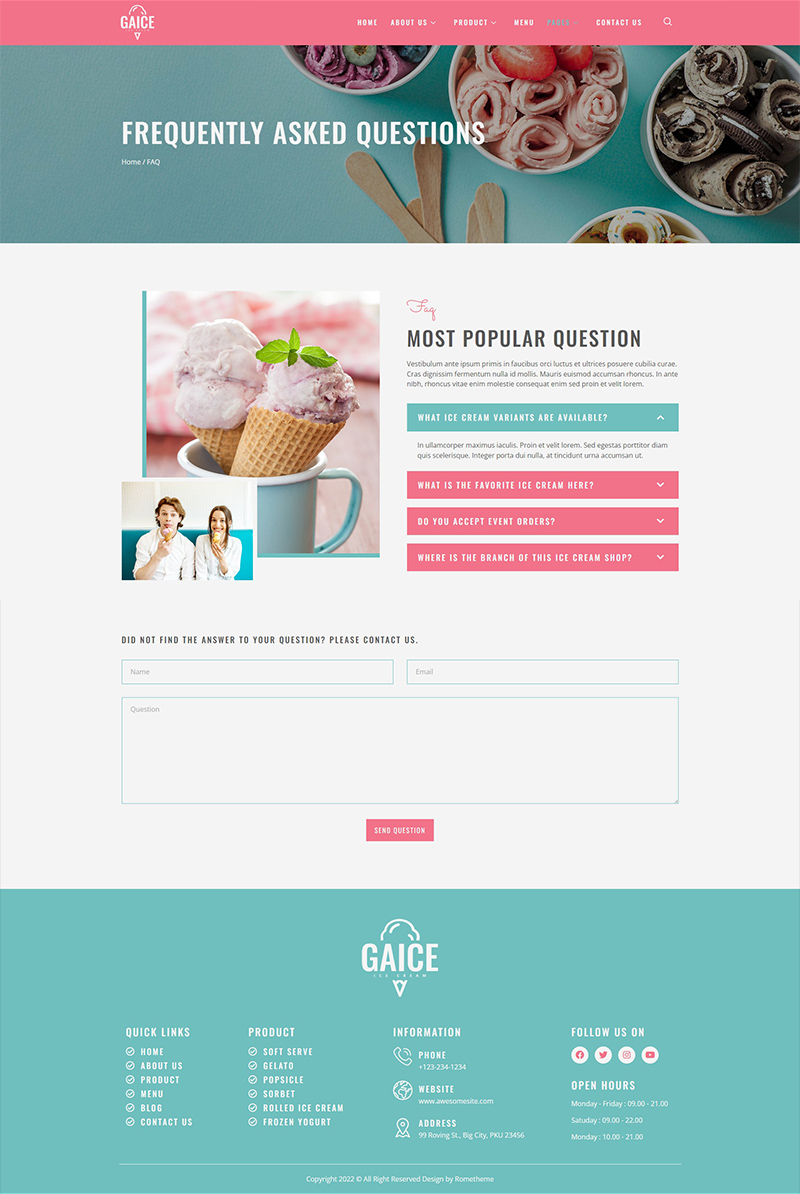 GAICE
HOME ABOUT US PRODUCT MENU PAGES CONTACT US
FREQUENTLY ASKED QUESTIONS
Home / FAQ
Faq
MOST POPULAR QUESTION
Vestibulum ante ipsum primis in faucibus orci luctus et ultrices posuere cubilia curae.
Cras dignissim fermentum nulla id mollis. Mauris euismod accumsan rhoncus. In ante
nibh, rhoncus vitae enim molestie consequat enim sed proin et velit lorem.
WHAT ICE CREAM VARIANTS ARE AVAILABLE?
In ullamcorper maximus iaculis. Proin et velit lorem. Sed egestas porttitor diam
quis scelerisque. Integer porta dui nulla, at tincidunt urna accumsan ut.
WHAT IS THE FAVORITE ICE CREAM HERE?
DO YOU ACCEPT EVENT ORDERS?
WHERE IS THE BRANCH OF THIS ICE CREAM SHOP?
DID NOT FIND THE ANSWER TO YOUR QUESTION? PLEASE CONTACT US.
Name
Email
Question
SEND QUESTION
GAICE
ICE CREAM
QUICK LINKS
HOME
ABOUT US
PRODUCT
MENU
BLOG
CONTACT US
PRODUCT
SOFT SERVE
GELATO
POPSICLE
SORBET
ROLLED ICE CREAM
FROZEN YOGURT
INFORMATION
PHONE
+123-234-1234
WEBSITE
www.awesomesite.com
ADDRESS
99 Roving St., Big City, PKU 23456
FOLLOW US ON
OPEN HOURS
Monday - Friday : 09.00 - 21.00
Satuday : 09.00 - 22.00
Monday : 10.00 - 21.00
Copyright 2022 © All Right Reserved Design by Rometheme